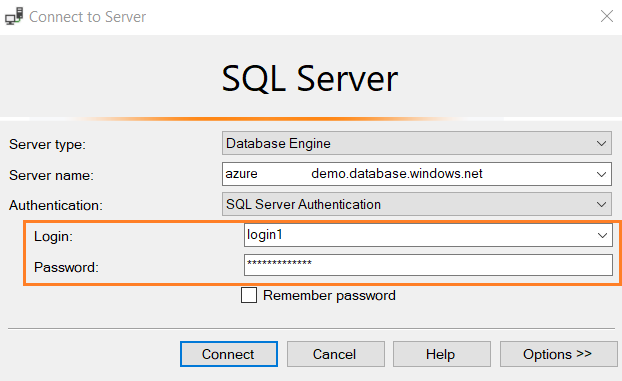 Connect to Server
SQL Server
Server type: Database Engine
Server name: azure demo.database.windows.net
Authentication: SQL Server Authentication
Login: login1
Password: *************
Remember password
Connect Cancel Help Options >>